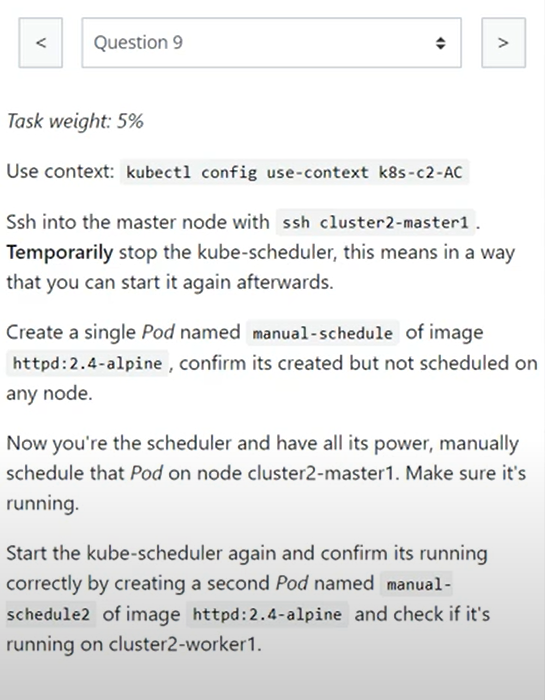 < Question 9 >
Task weight: 5%
Use context: kubectl config use-context k8s-c2-AC
Ssh into the master node with ssh cluster2-master1 .
Temporarily stop the kube-scheduler, this means in a way
that you can start it again afterwards.
Create a single Pod named manual-schedule of image
httpd:2.4-alpine , confirm its created but not scheduled on
any node.
Now you're the scheduler and have all its power, manually
schedule that Pod on node cluster2-master1. Make sure it's
running.
Start the kube-scheduler again and confirm its running
correctly by creating a second Pod named manual-
schedule2 of image httpd:2.4-alpine and check if it's
running on cluster2-worker1.